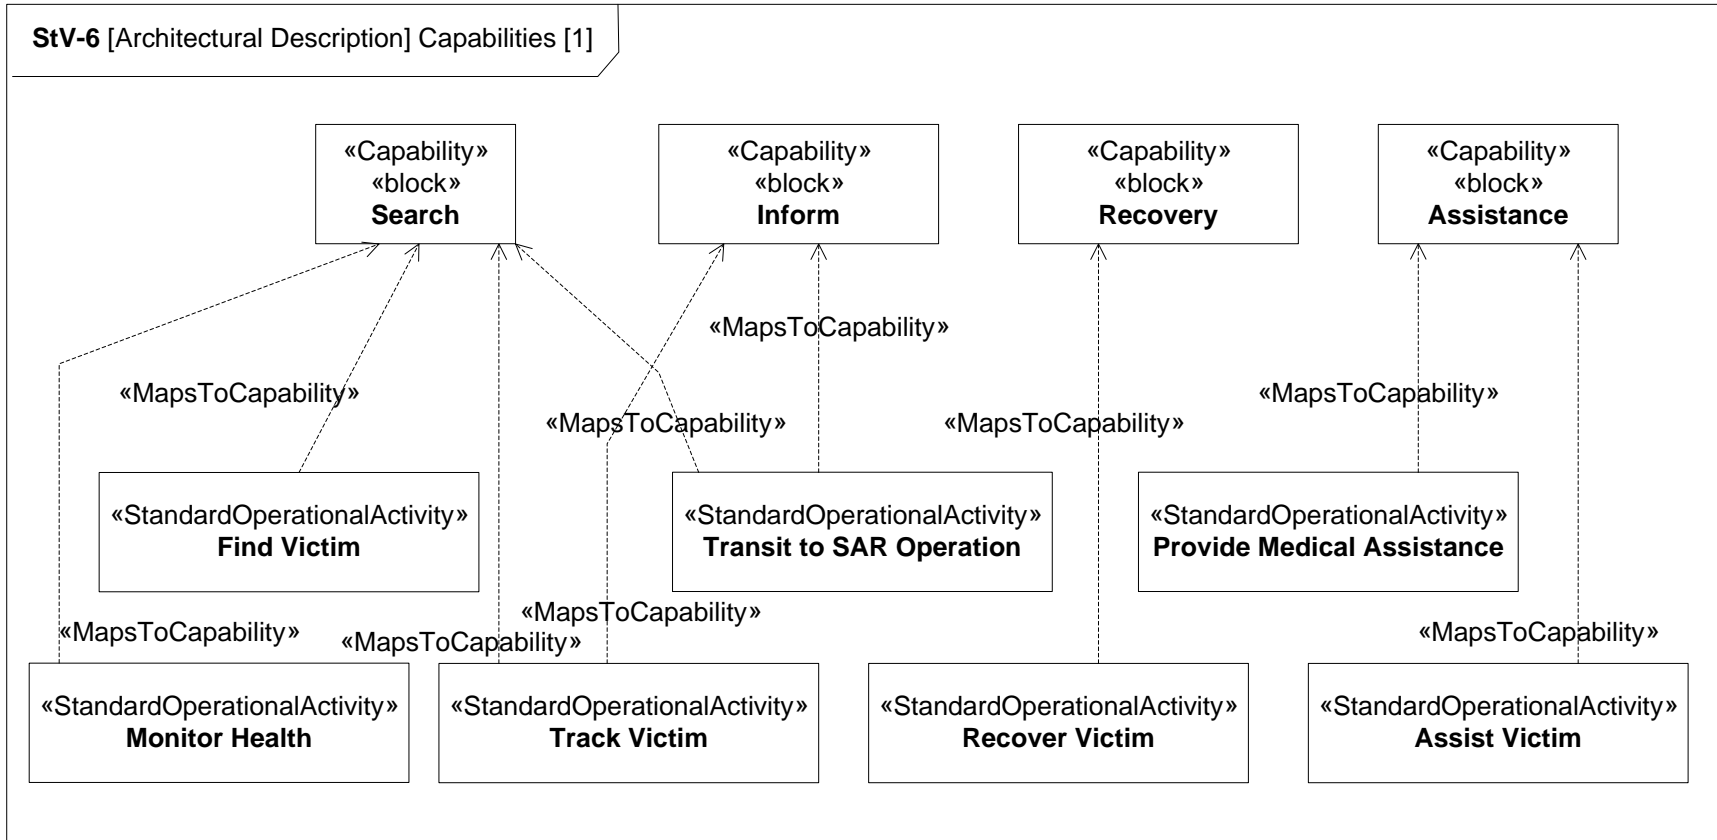 StV-6 [Architectural Description] Capabilities [1]
«Capability»
«block»
Search
«Capability»
«block»
Inform
«Capability»
«block»
Recovery
«Capability»
«block»
Assistance
«MapsToCapability»
«MapsToCapability»
«MapsToCapability»
«MapsToCapability»
«MapsToCapability»
«StandardOperationalActivity»
Find Victim
«StandardOperationalActivity»
Transit to SAR Operation
«StandardOperationalActivity»
Provide Medical Assistance
«MapsToCapability»
«MapsToCapability»
«MapsToCapability»
«MapsToCapability»
«StandardOperationalActivity»
Monitor Health
«StandardOperationalActivity»
Track Victim
«StandardOperationalActivity»
Recover Victim
«StandardOperationalActivity»
Assist Victim